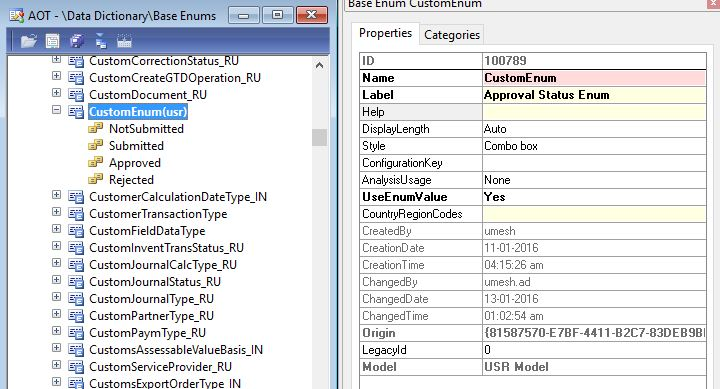 AOT - \Data Dictionary\Base Enums
CustomCorrectionStatus_RU
CustomCreateGTDOperation_RU
CustomDocument_RU
CustomEnum(usr)
NotSubmitted
Submitted
Approved
Rejected
CustomerCalculationDateType_IN
CustomerTransactionType
CustomFieldDataType
CustomInventTransStatus_RU
CustomJournalCalcType_RU
CustomJournalStatus_RU
CustomJournalType_RU
CustomPartnerType_RU
CustomPaymType_RU
CustomsAssessableValueBasis_IN
CustomServiceProvider_RU
CustomsExportOrderType_IN
Base Enum CustomEnum
Properties Categories
ID 100789
Name CustomEnum
Label Approval Status Enum
Help
DisplayLength Auto
Style Combo box
ConfigurationKey
AnalysisUsage None
UseEnumValue Yes
CountryRegionCodes
CreatedBy umesh
CreationDate 11-01-2016
CreationTime 04:15:26 am
ChangedBy umesh.ad
ChangedDate 13-01-2016
ChangedTime 01:02:54 am
Origin {81587570-E7BF-4411-B2C7-83DEB9B
LegacyId 0
Model USR Model